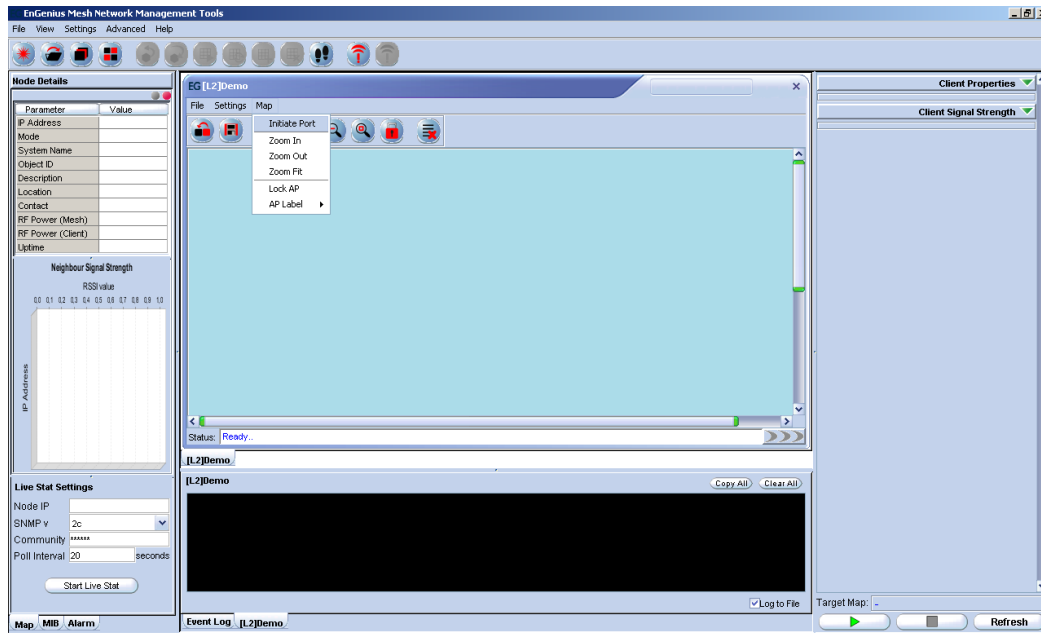 EnGenius Mesh Network Management Tools
File View Settings Advanced Help
Node Details
Parameter Value
IP Address
Mode
System Name
Object ID
Description
Location
Contact
RF Power (Mesh)
RF Power (Client)
Uptime
Neighbour Signal Strength
RSSI value
0,0 0,1 0,2 0,3 0,4 0,5 0,6 0,7 0,8 0,9 1,0
IP Address
Live Stat Settings
Node IP
SNMP v 2c
Community ******
Poll Interval 20 seconds
Start Live Stat
Map MIB Alarm
EG [L2]Demo
File Settings Map
Initiate Port
Zoom In
Zoom Out
Zoom Fit
Lock AP
AP Label
Status: Ready..
[L2]Demo
[L2]Demo
Copy All Clear All
Log to File
Event Log [L2]Demo
Client Properties
Client Signal Strength
Target Map: -
Refresh